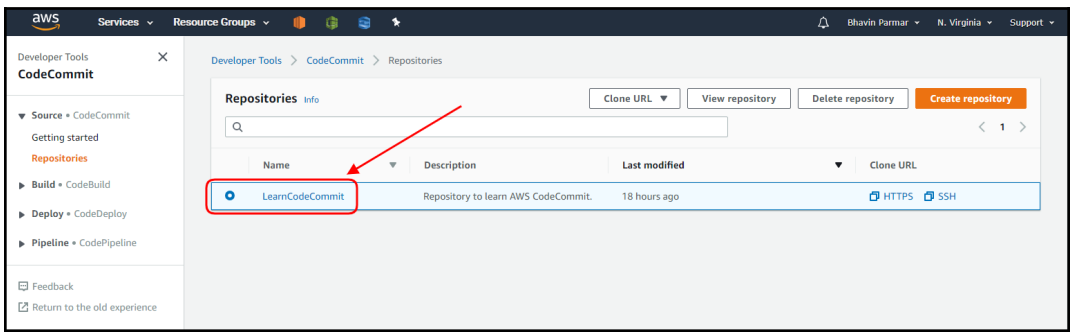 aws Services Resource Groups Bhavin Parmar N. Virginia Support
Developer Tools
CodeCommit
Source • CodeCommit
Getting started
Repositories
Build • CodeBuild
Deploy • CodeDeploy
Pipeline • CodePipeline
Feedback
Return to the old experience
Developer Tools > CodeCommit > Repositories
Repositories Info Clone URL View repository Delete repository Create repository
< 1 >
Name Description Last modified Clone URL
LearnCodeCommit Repository to learn AWS CodeCommit. 18 hours ago HTTPS SSH